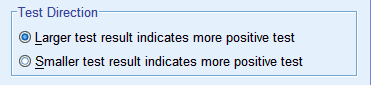 Test Direction
Larger test result indicates more positive test
Smaller test result indicates more positive test